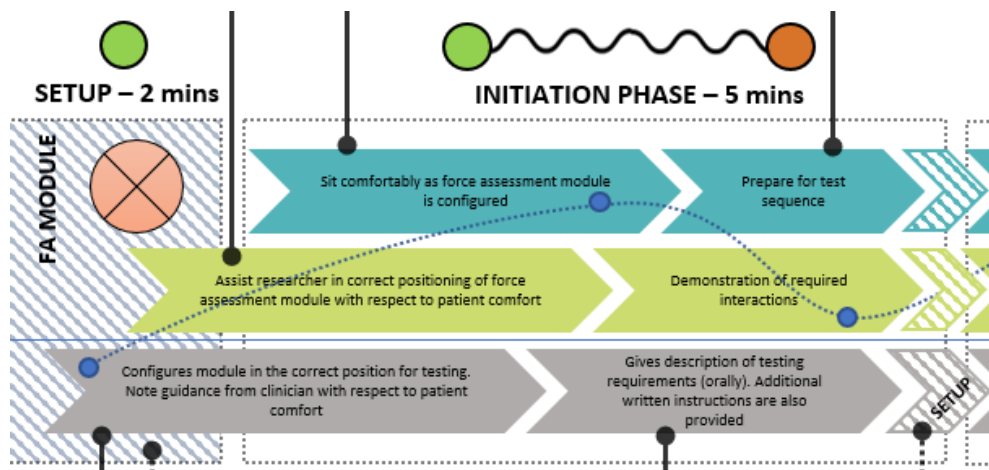 SETUP – 2 mins
INITIATION PHASE – 5 mins
FA MODULE
Sit comfortably as force assessment module
is configured
Prepare for test
sequence
Assist researcher in correct positioning of force
assessment module with respect to patient comfort
Demonstration of required
interactions
Configures module in the correct position for testing.
Note guidance from clinician with respect to patient
comfort
Gives description of testing
requirements (orally). Additional
written instructions are also
provided
SETUP